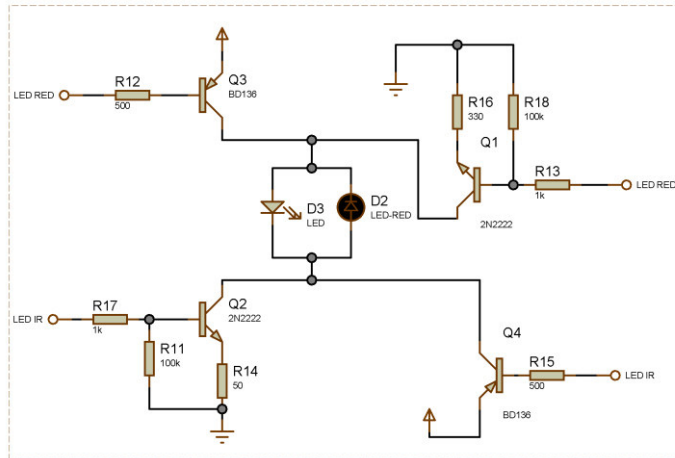 R12
LED RED
500
Q3
BD136
R16
330
R18
100k
Q1
R13
LED RED
1k
2N2222
D3
LED
D2
LED-RED
R17
LED IR
1k
Q2
2N2222
R11
100k
R14
50
Q4
R15
LED IR
500
BD136